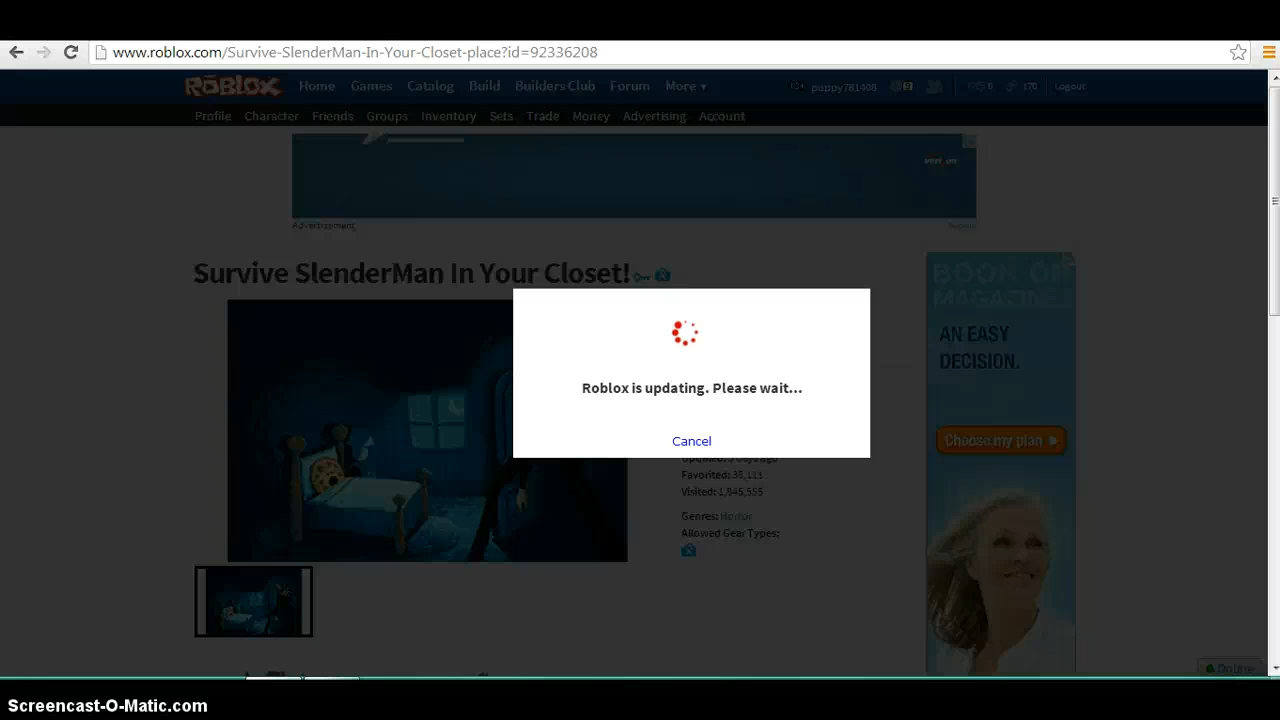 www.roblox.com/Survive-SlenderMan-In-Your-Closet-place?id=92336208
ROBLOX Home Games Catalog Build Builders Club Forum More puppy781408 Logout
Profile Character Friends Groups Inventory Sets Trade Money Advertising Account
Advertisement
Survive SlenderMan In Your Closet!
AN EASY
DECISION.
Roblox is updating. Please wait...
Choose my plan
Cancel
Favorited: 35,111
Visited: 1,845,555
Genres: Horror
Allowed Gear Types:
Screencast-O-Matic.com